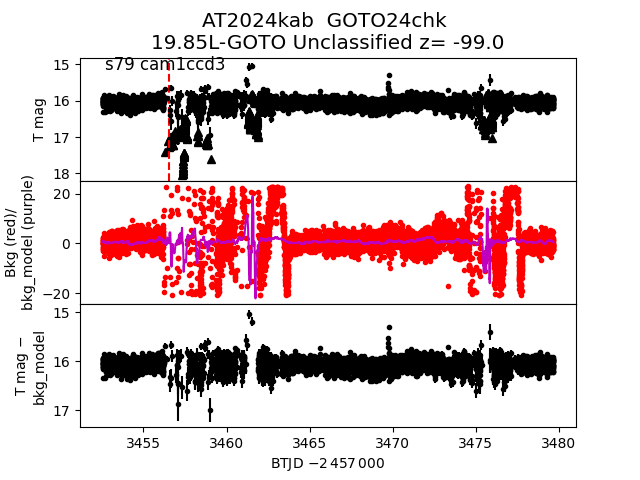 AT2024kab  GOTO24chk
19.85L-GOTO Unclassified z= -99.0
s79 cam1ccd3
15
16
17
18
T mag
20
0
−20
Bkg (red)/
bkg_model (purple)
15
16
17
T mag −
bkg_model
3455
3460
3465
3470
3475
3480
BTJD −2 457 000